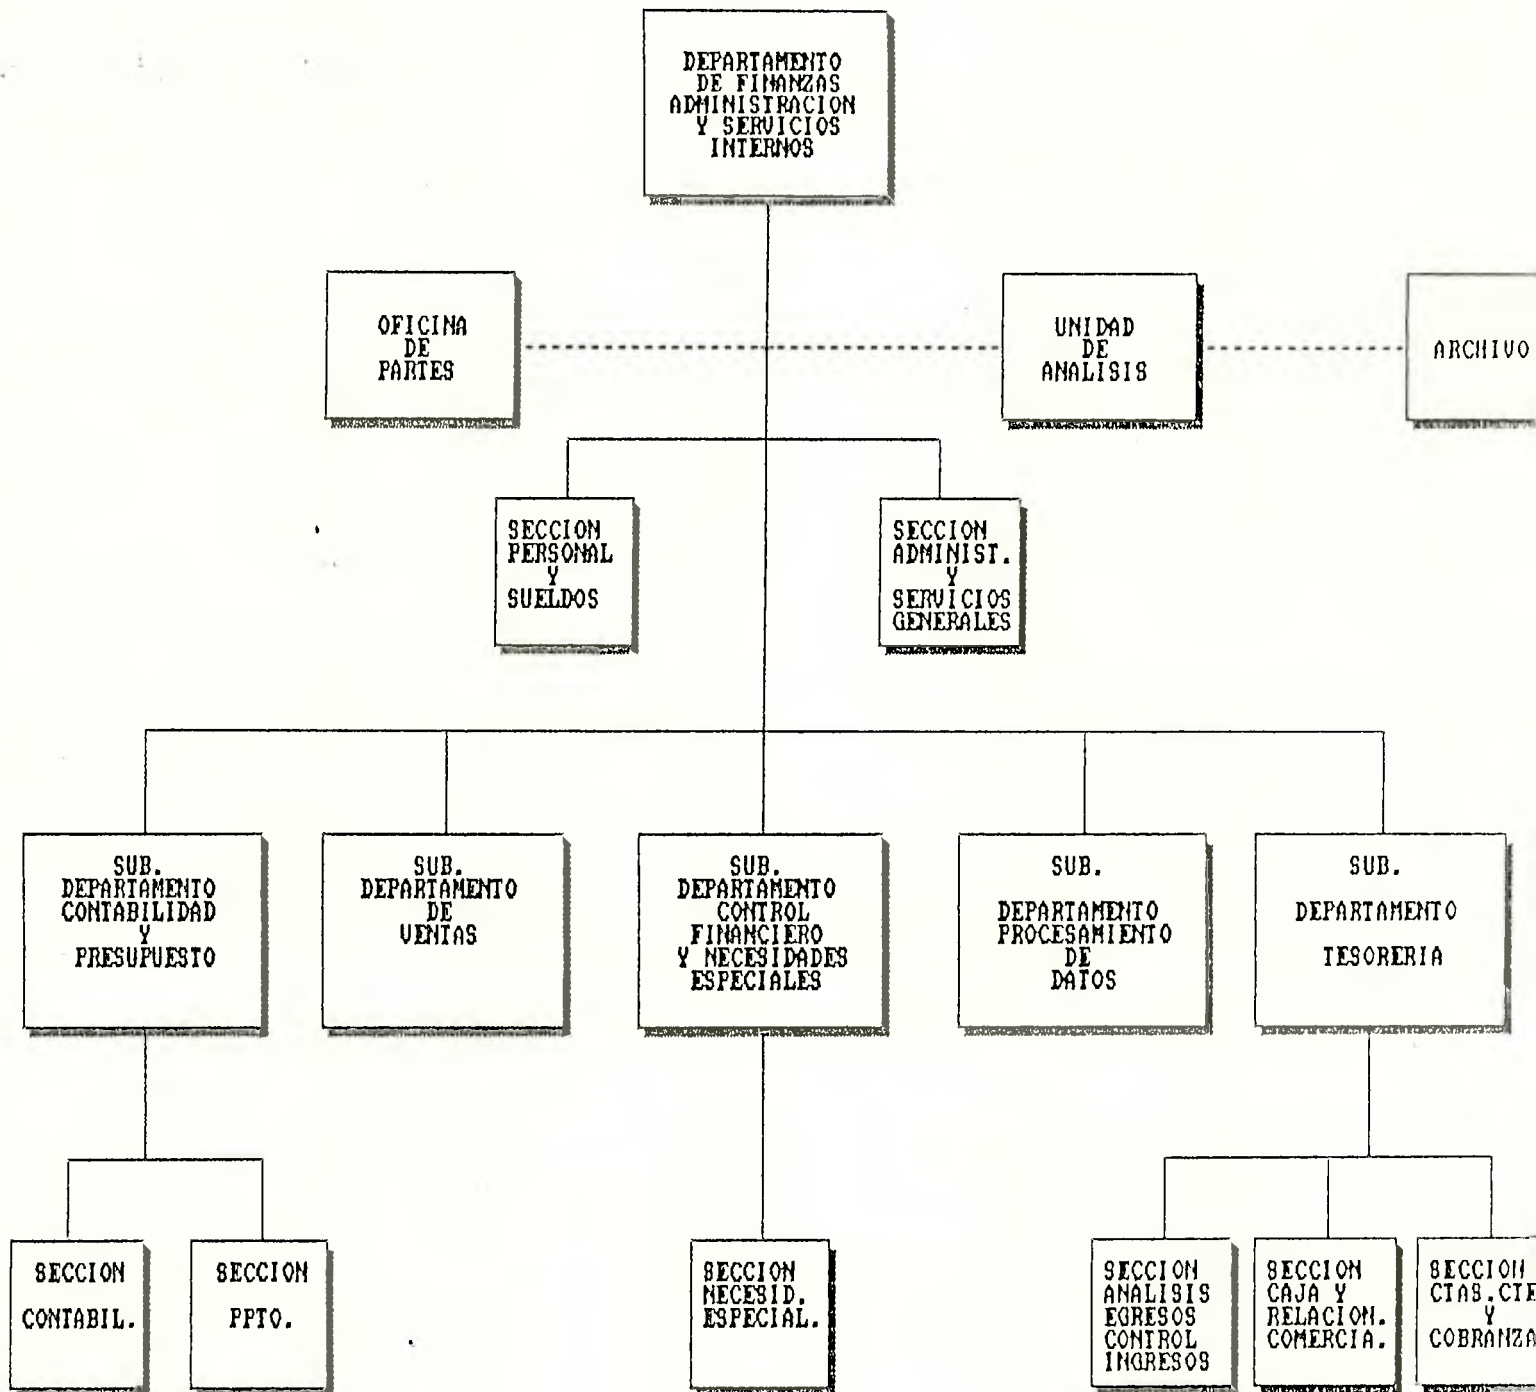 DEPARTAMENTO
DE FINANZAS
ADMINISTRACION
Y SERVICIOS
INTERNOS
OFICINA
DE
PARTES
UNIDAD
DE
ANALISIS
ARCHIVO
SECCION
PERSONAL
Y
SUELDOS
SECCION
ADMINIST.
Y
SERVICIOS
GENERALES
SUB.
DEPARTAMENTO
CONTABILIDAD
Y
PRESUPUESTO
SUB.
DEPARTAMENTO
DE
VENTAS
SUB.
DEPARTAMENTO
CONTROL
FINANCIERO
Y NECESIDADES
ESPECIALES
SUB.
DEPARTAMENTO
PROCESAMIENTO
DE
DATOS
SUB.
DEPARTAMENTO
TESORERIA
SECCION
CONTABIL.
SECCION
PPTO.
SECCION
NECESID.
ESPECIAL.
SECCION
ANALISIS
EGRESOS
CONTROL
INGRESOS
SECCION
CAJA Y
RELACION.
COMERCIA.
SECCION
CTAS.CTE
Y
COBRANZA